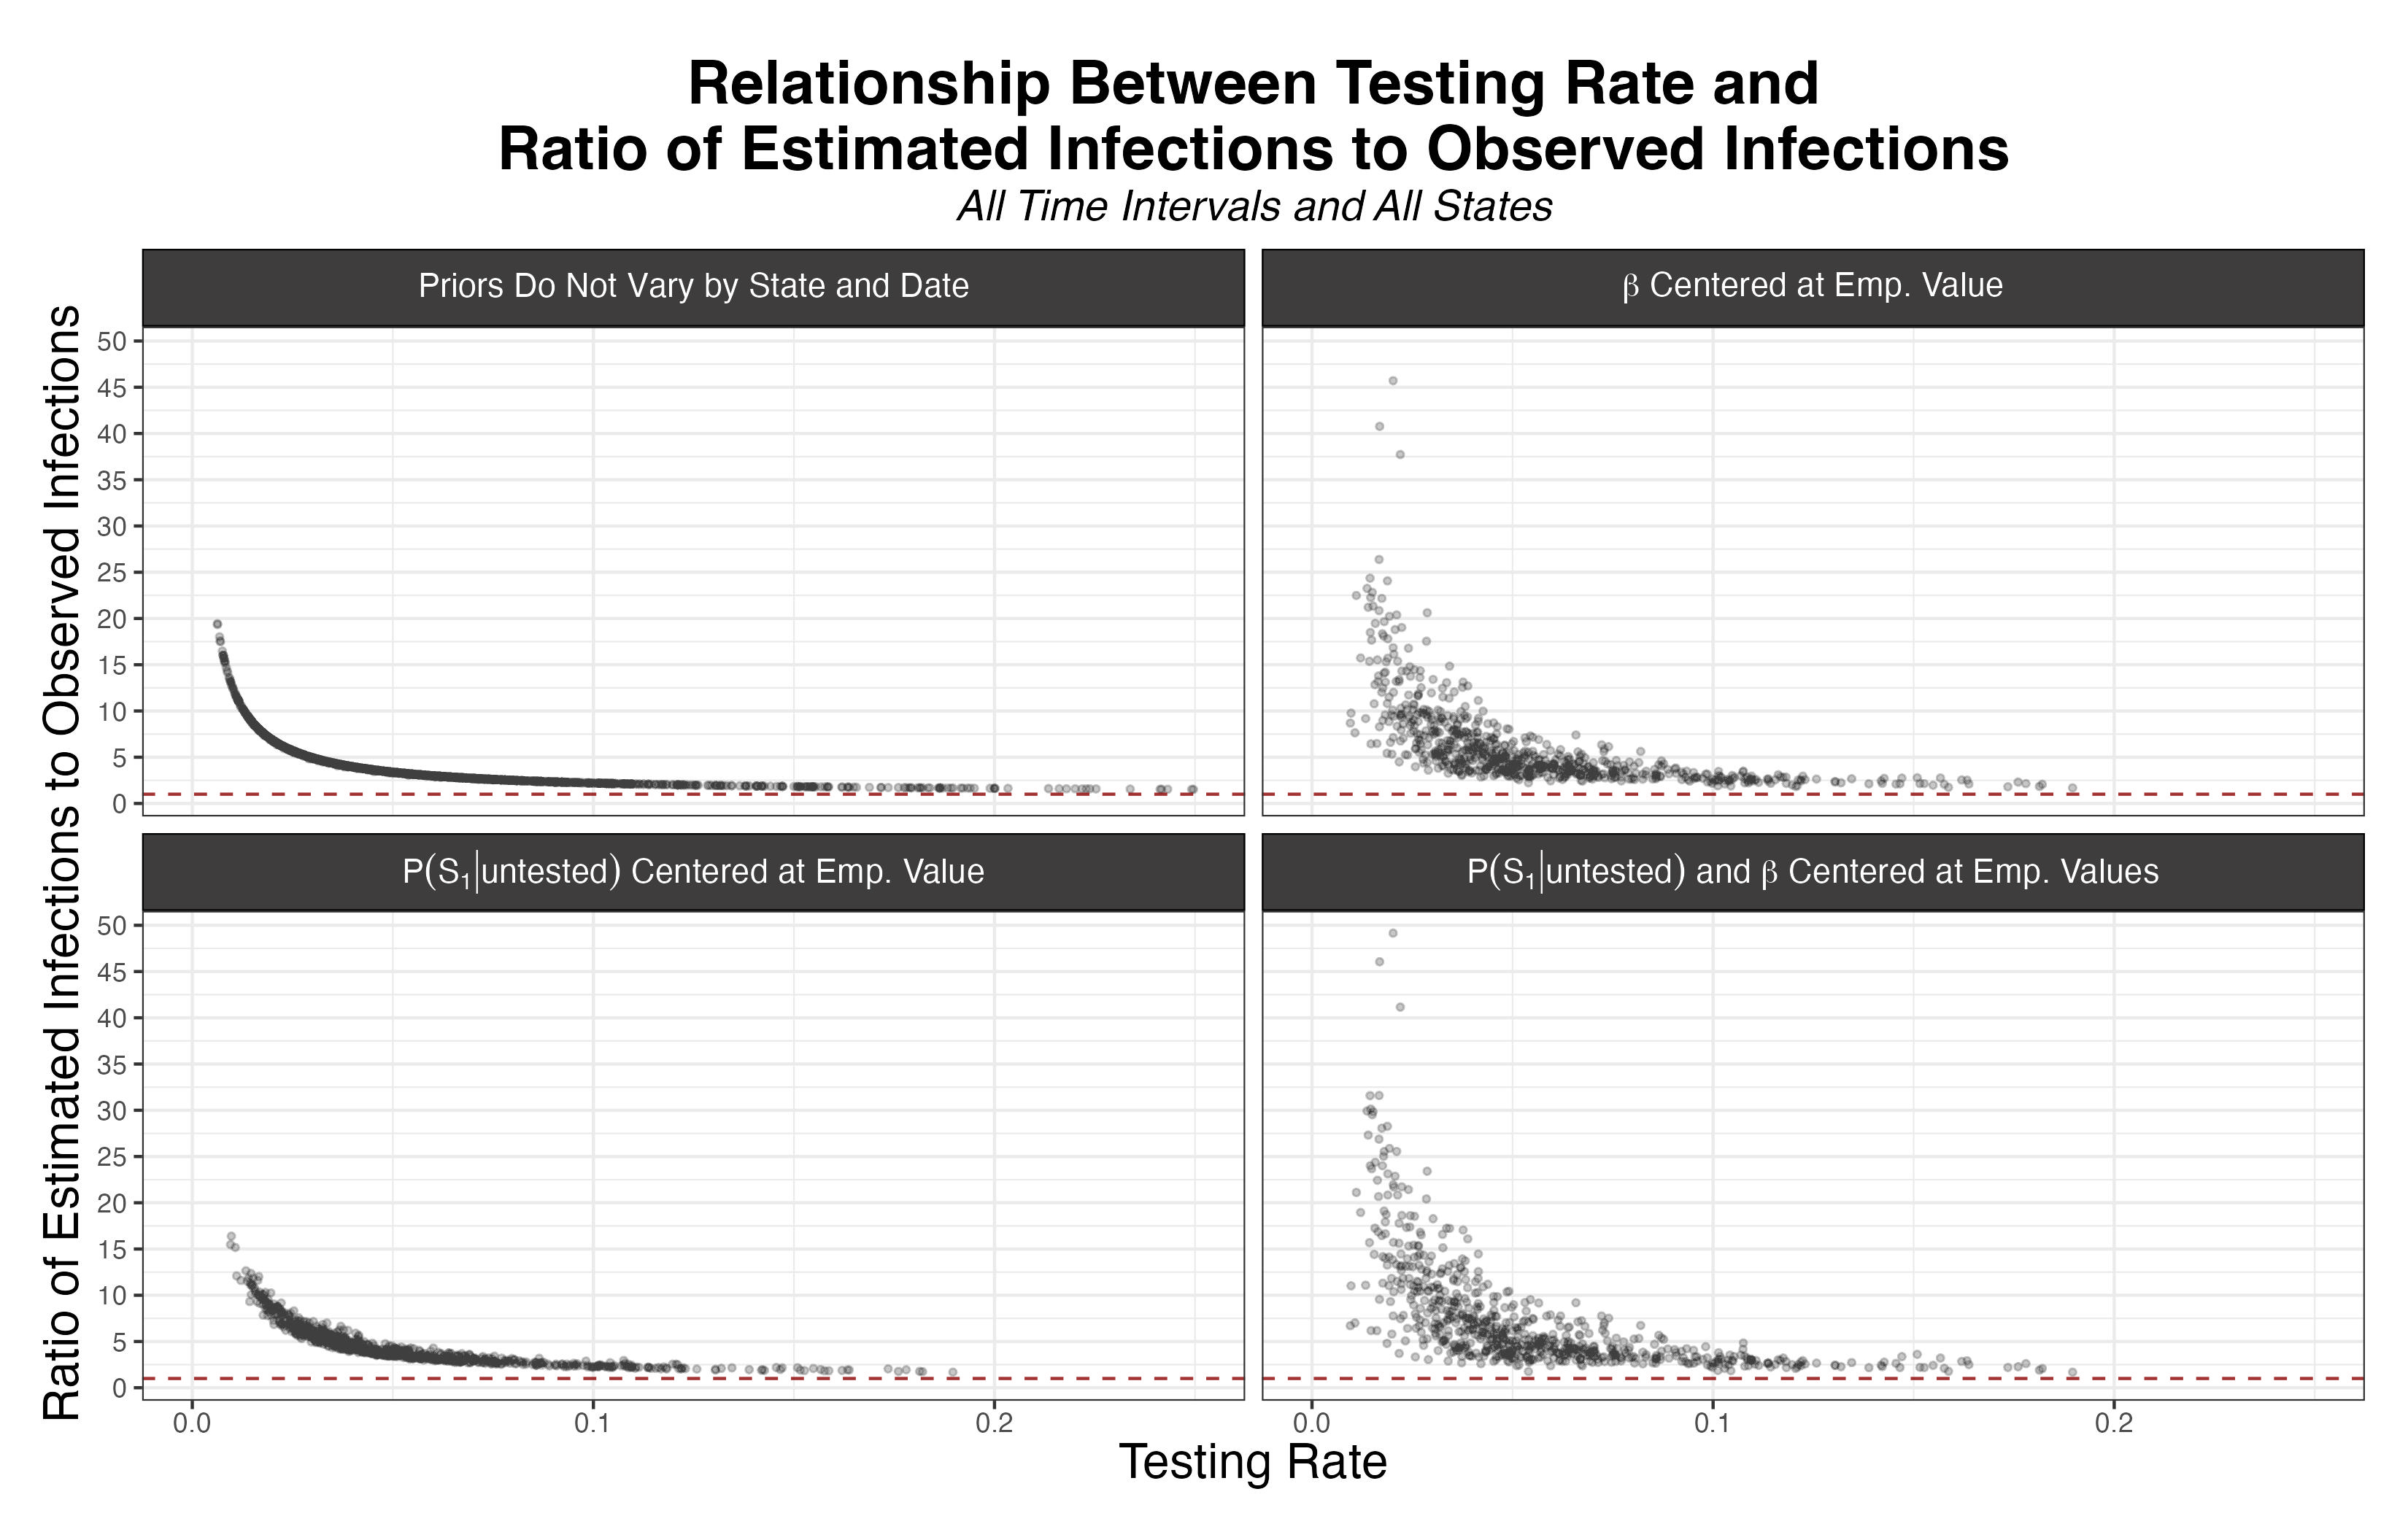 Relationship Between Testing Rate and
Ratio of Estimated Infections to Observed Infections
All Time Intervals and All States
Ratio of Estimated Infections to Observed Infections
Priors Do Not Vary by State and Date
β Centered at Emp. Value
50
45
40
35
30
25
20
15
10
5
0
P(S₁|untested) Centered at Emp. Value
P(S₁|untested) and β Centered at Emp. Values
50
45
40
35
30
25
20
15
10
5
0
0.0 0.1 0.2 0.0 0.1 0.2
Testing Rate